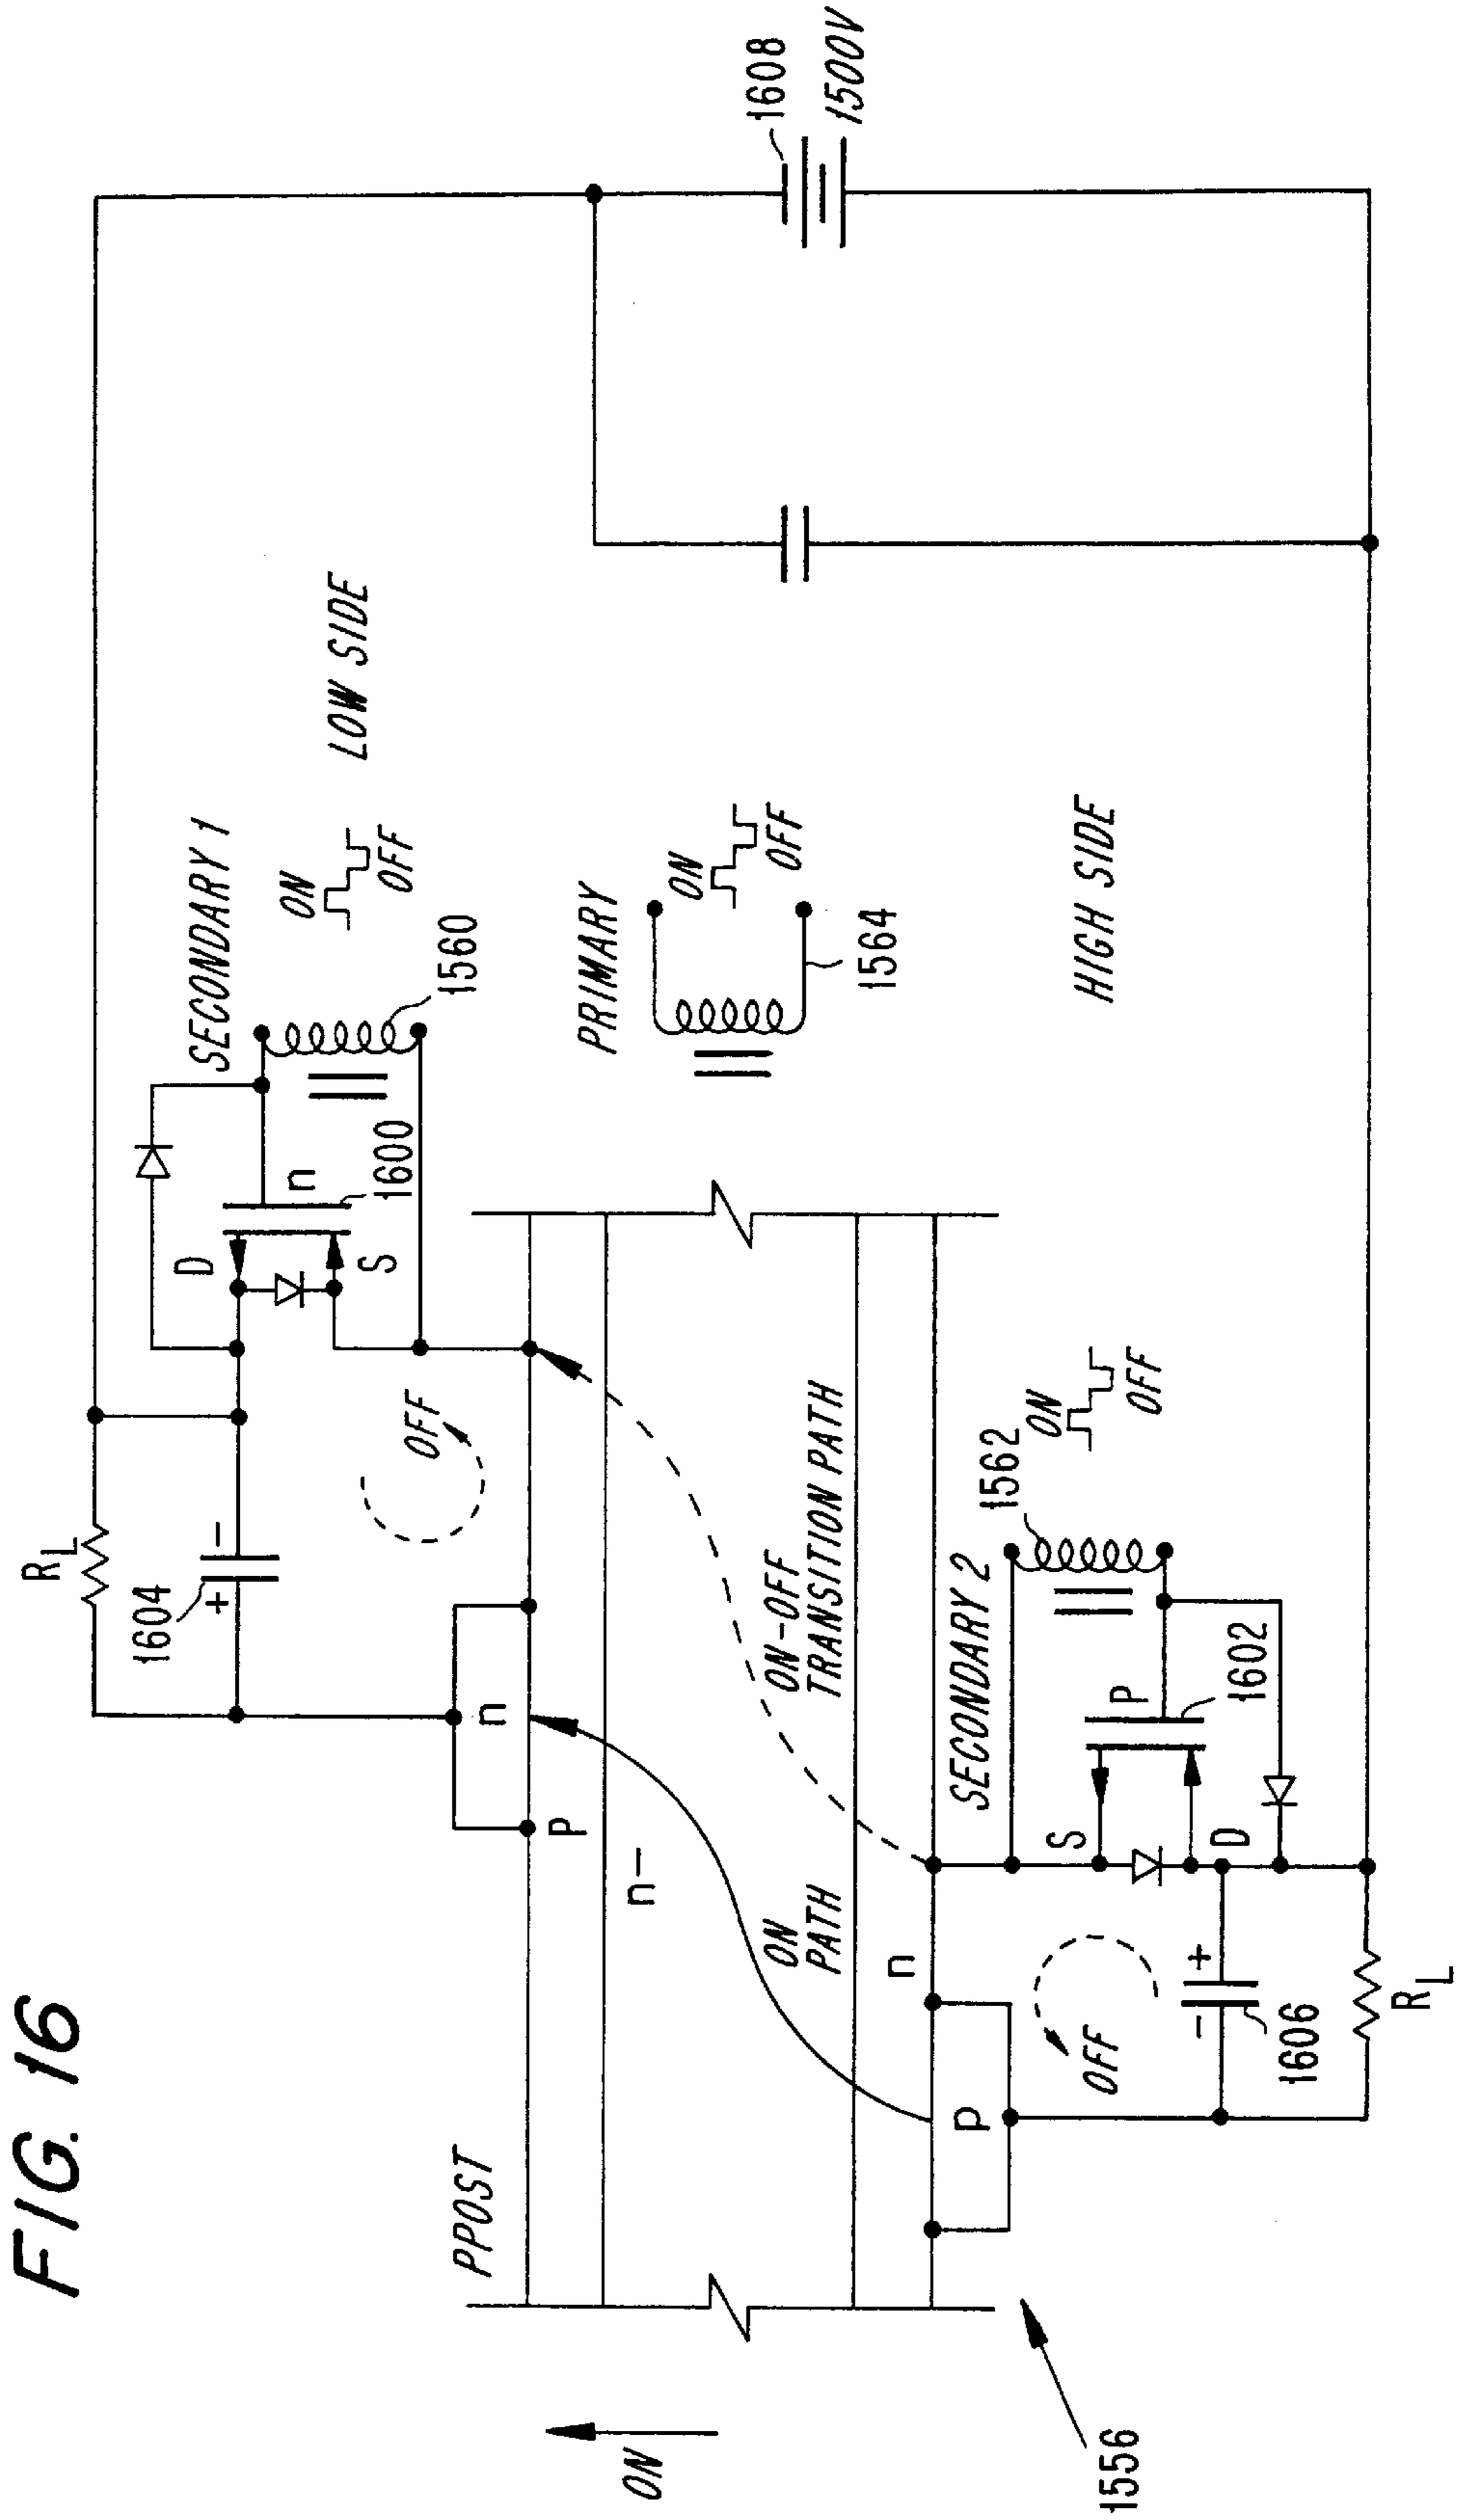 FIG. 16
R
L
1604
+
−
D
S
n
1600
SECONDARY 1
ON
OFF
1560
LOW SIDE
1608
1500V
OFF
n
PPOST
P
n−
ON
ON
PATH
ON-OFF
TRANSITION PATH
PRIMARY
ON
OFF
1564
HIGH SIDE
n
P
SECONDARY 2
1562
ON
OFF
S
P
1602
D
OFF
−
+
1606
R
L
1556